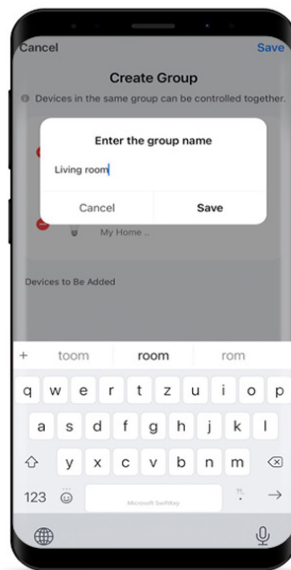 Cancel Save
Create Group
Devices in the same group can be controlled together.
Enter the group name
Living room
Cancel Save
My Home ..
Devices to Be Added
+ toom room rom
q w e r t z u i o p
a s d f g h j k l
y x c v b n m
123 Microsoft SwiftKey